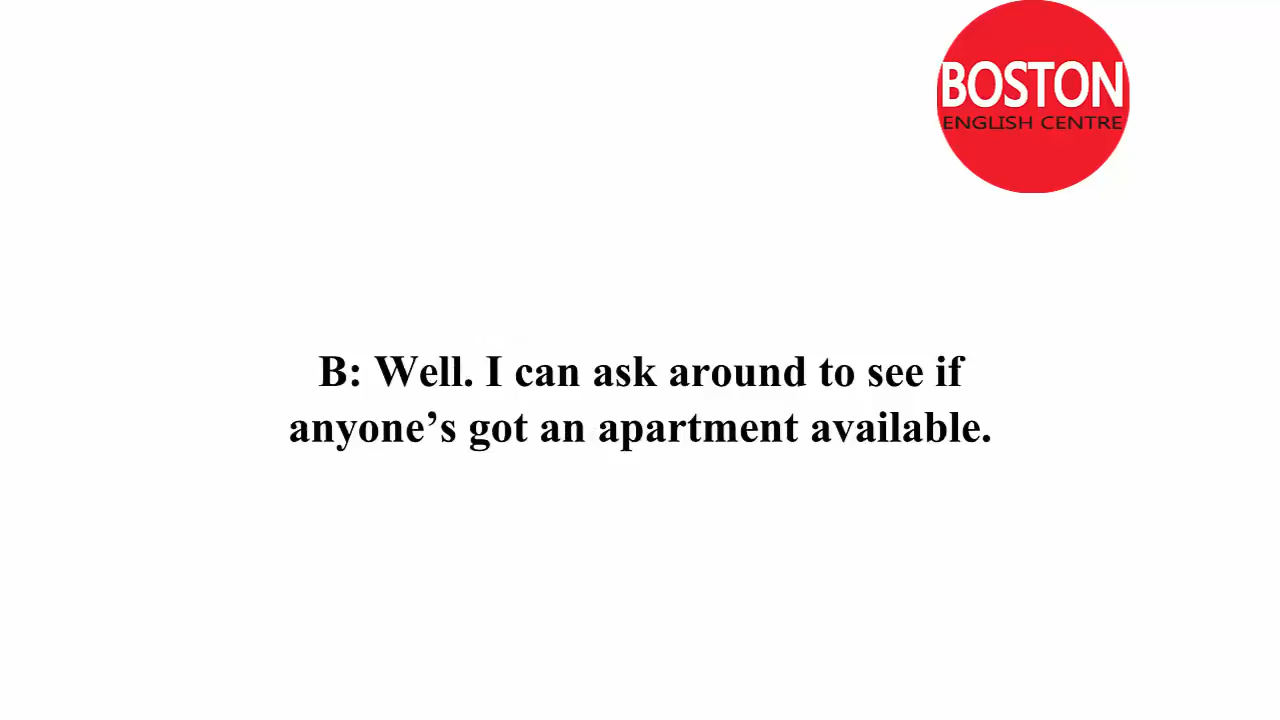 BOSTON
ENGLISH CENTRE
B: Well. I can ask around to see if
anyone’s got an apartment available.